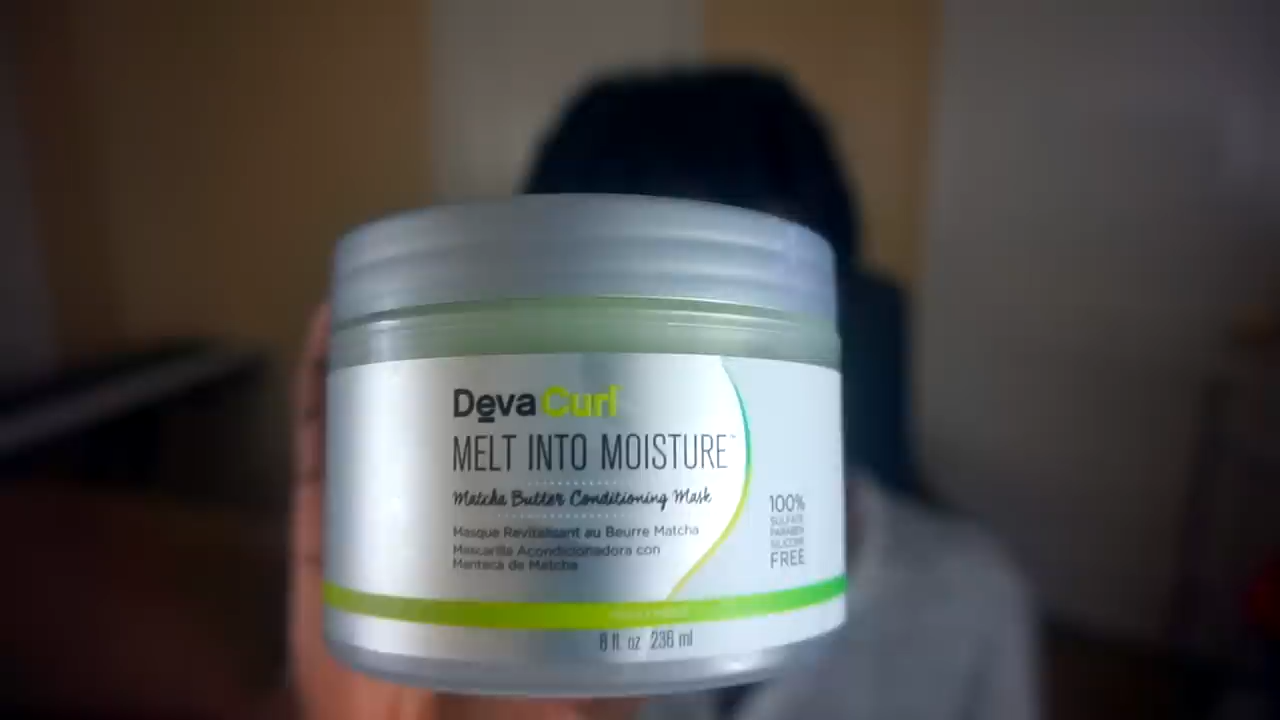 DevaCurl
MELT INTO MOISTURE™
Matcha Butter Conditioning Mask
Masque Revitalisant au Beurre Matcha
Mascarilla Acondicionadora con
Manteca de Matcha
100%
SULFATE
PARABEN
SILICONE
FREE
8 fl. oz 236 ml